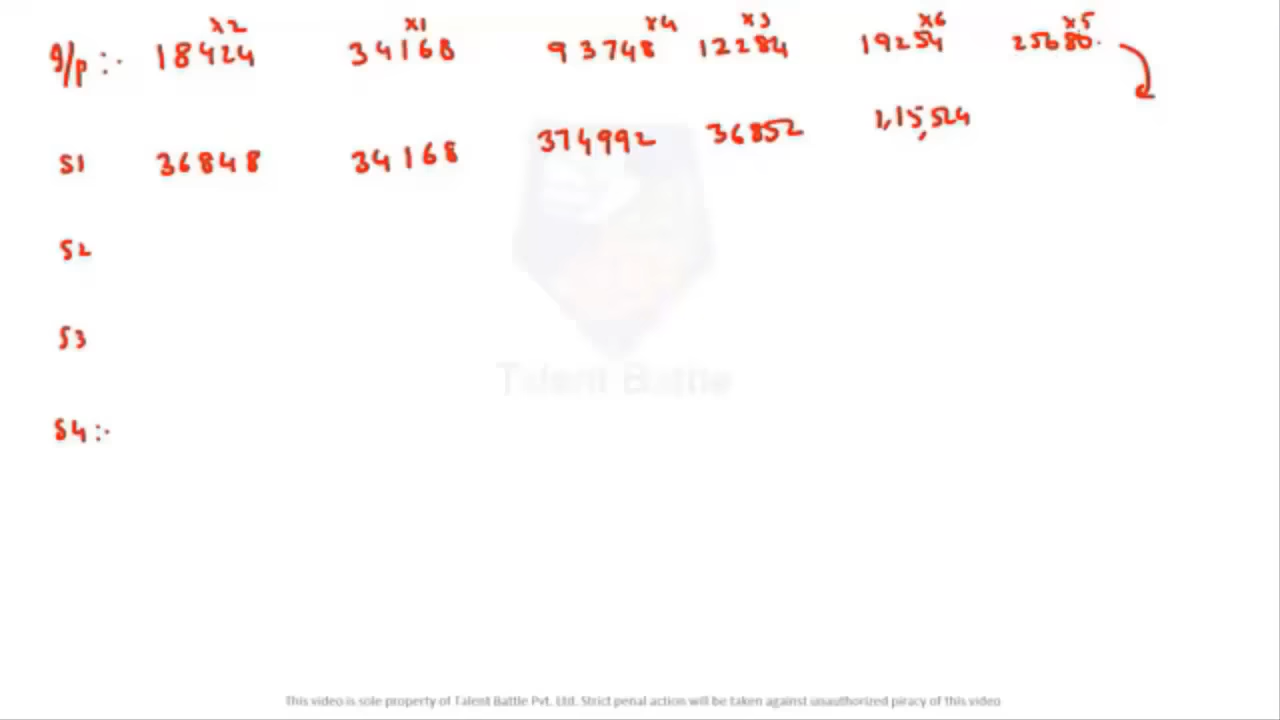 x2 x1 x4 x3 x6 x5
I/p :- 18424 34168 93748 12284 19254 25680.
S1 36848 34168 374992 36852 1,15,524
S2
S3
Talent Battle
S4 :-
This video is sole property of Talent Battle Pvt. Ltd. Strict penal action will be taken against unauthorized piracy of this video